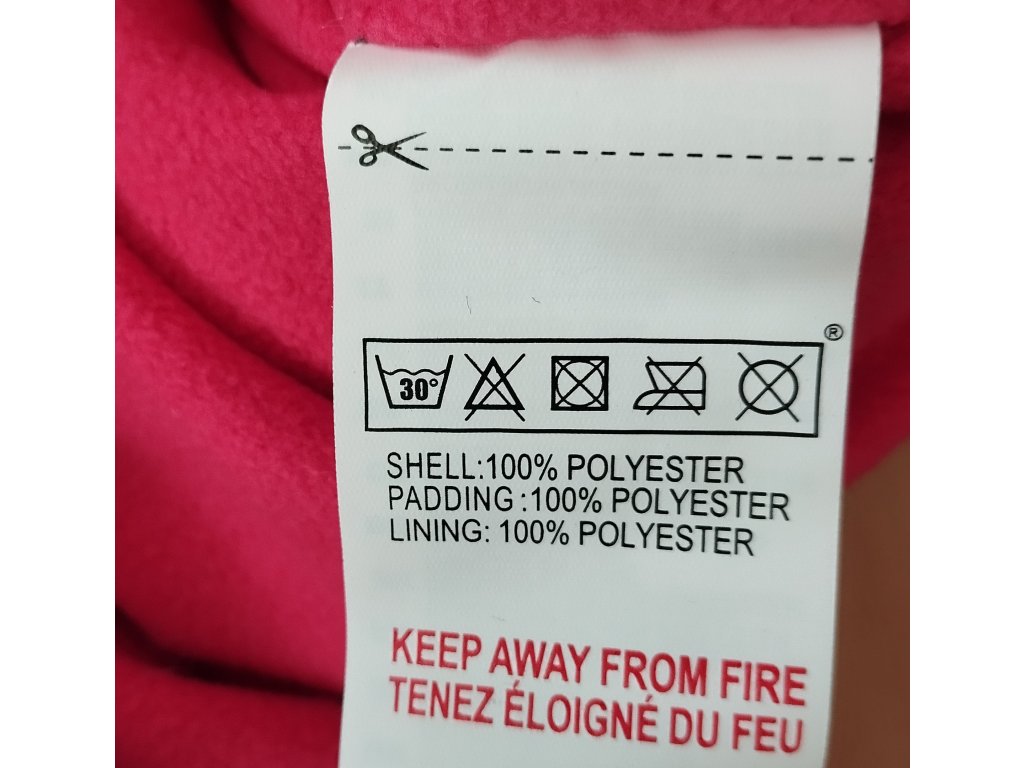 ®
30°
SHELL:100% POLYESTER
PADDING:100% POLYESTER
LINING: 100% POLYESTER
KEEP AWAY FROM FIRE
TENEZ ÉLOIGNÉ DU FEU